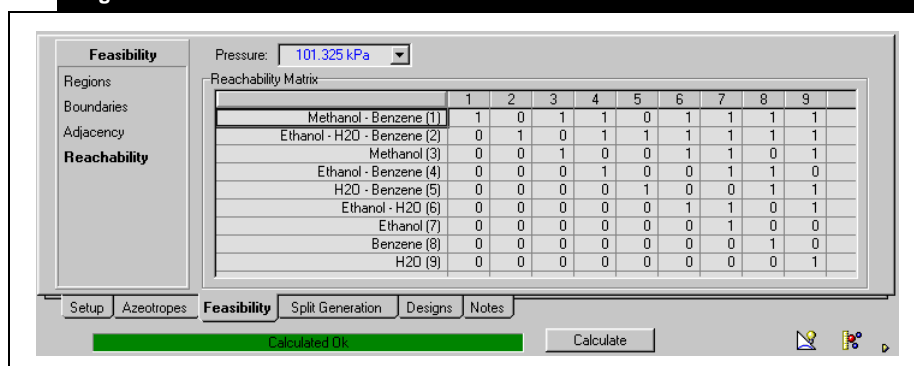 Feasibility
Regions
Boundaries
Adjacency
Reachability
Pressure: 101.325 kPa
Reachability Matrix
1 2 3 4 5 6 7 8 9
Methanol - Benzene (1) 1 0 1 1 0 1 1 1 1
Ethanol - H2O - Benzene (2) 0 1 0 1 1 1 1 1 1
Methanol (3) 0 0 1 0 0 1 1 0 1
Ethanol - Benzene (4) 0 0 0 1 0 0 1 1 0
H2O - Benzene (5) 0 0 0 0 1 0 0 1 1
Ethanol - H2O (6) 0 0 0 0 0 1 1 0 1
Ethanol (7) 0 0 0 0 0 0 1 0 0
Benzene (8) 0 0 0 0 0 0 0 1 0
H2O (9) 0 0 0 0 0 0 0 0 1
Setup Azeotropes Feasibility Split Generation Designs Notes
Calculated Ok Calculate